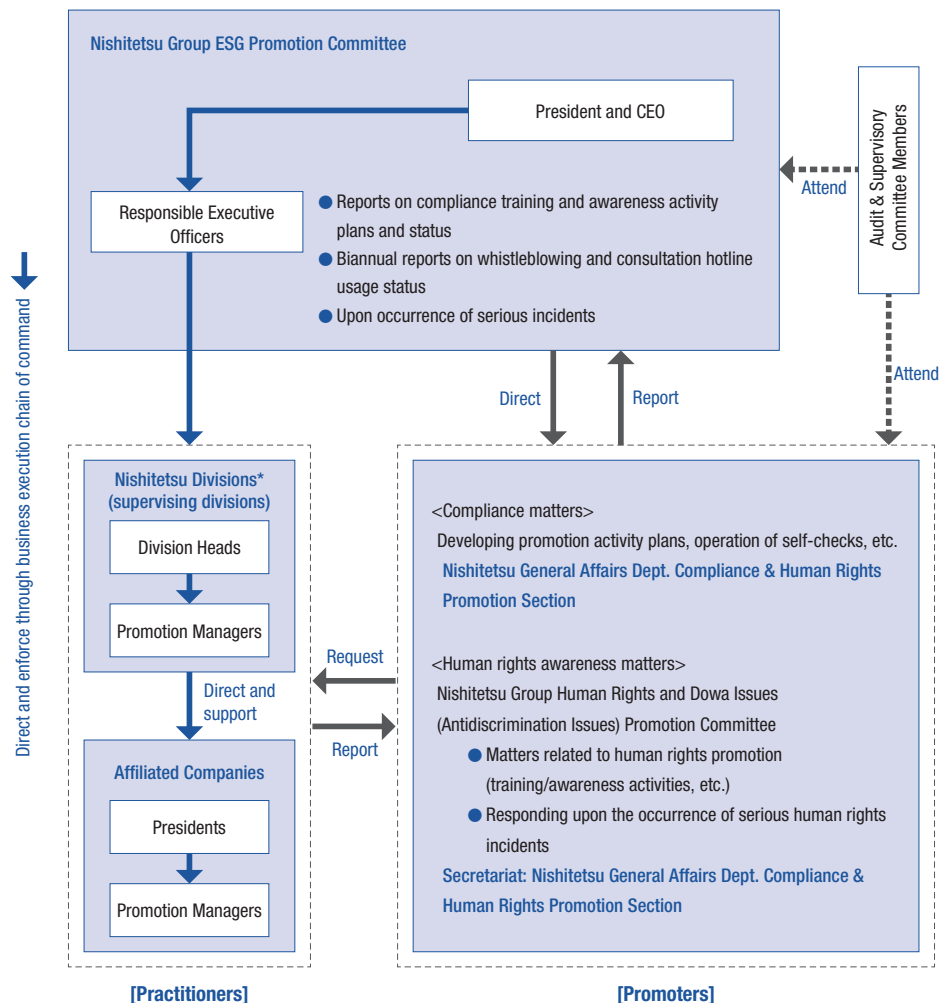 Nishitetsu Group ESG Promotion Committee
President and CEO
Responsible Executive
Officers
● Reports on compliance training and awareness activity
plans and status
● Biannual reports on whistleblowing and consultation hotline
usage status
● Upon occurrence of serious incidents
Audit & Supervisory
Committee Members
Attend
Attend
Direct and enforce through business execution chain of command
Direct
Report
Nishitetsu Divisions*
(supervising divisions)
Division Heads
Promotion Managers
Direct and
support
Affiliated Companies
Presidents
Promotion Managers
[Practitioners]
Request
Report
<Compliance matters>
Developing promotion activity plans, operation of self-checks, etc.
Nishitetsu General Affairs Dept. Compliance & Human Rights
Promotion Section
<Human rights awareness matters>
Nishitetsu Group Human Rights and Dowa Issues
(Antidiscrimination Issues) Promotion Committee
● Matters related to human rights promotion
(training/awareness activities, etc.)
● Responding upon the occurrence of serious human rights
incidents
Secretariat: Nishitetsu General Affairs Dept. Compliance &
Human Rights Promotion Section
[Promoters]